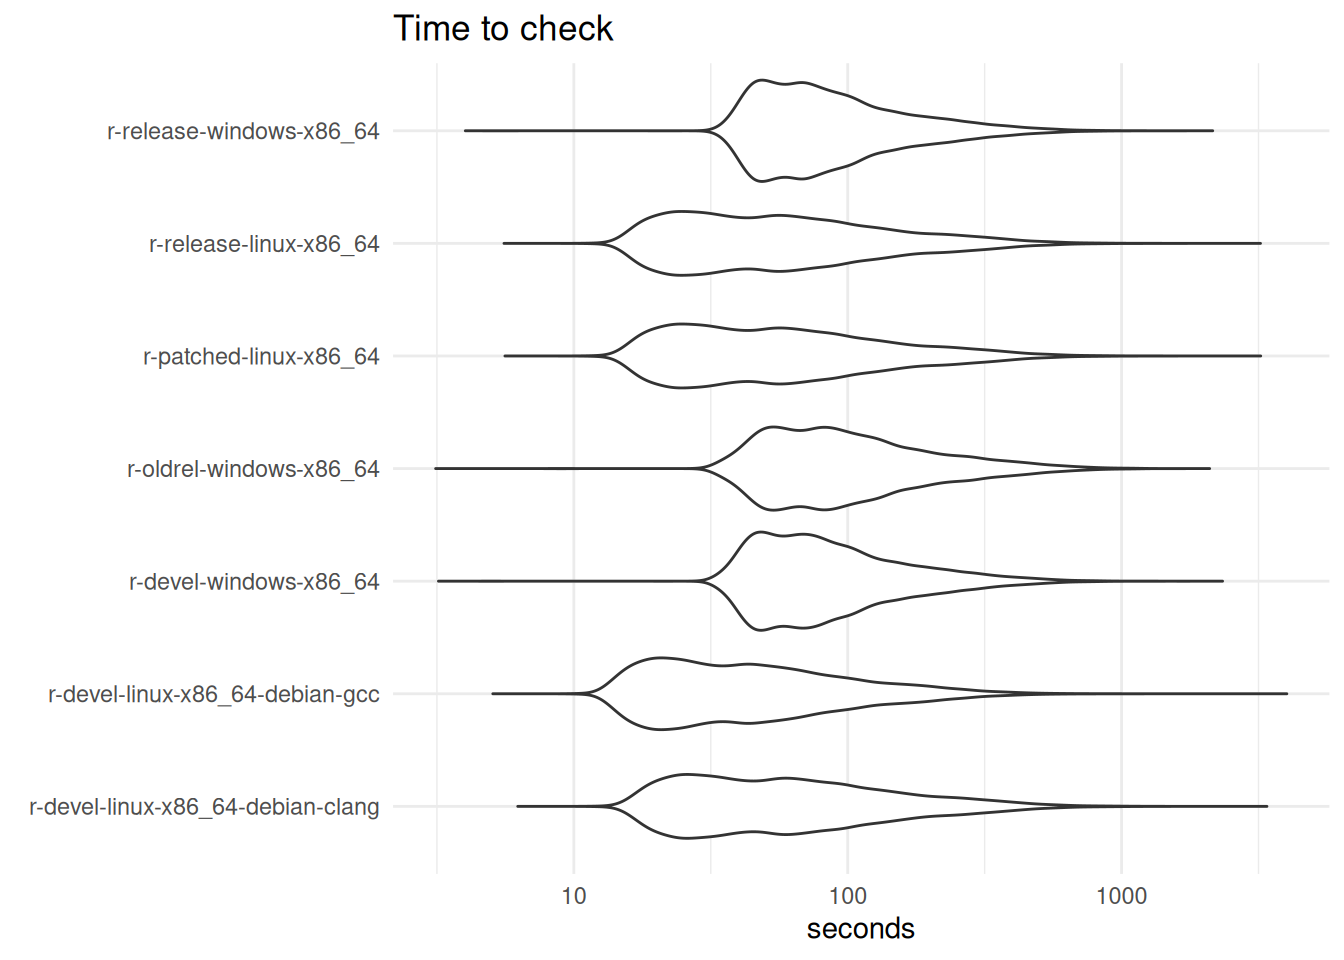 Time to check
r-release-windows-x86_64
r-release-linux-x86_64
r-patched-linux-x86_64
r-oldrel-windows-x86_64
r-devel-windows-x86_64
r-devel-linux-x86_64-debian-gcc
r-devel-linux-x86_64-debian-clang
10 100 1000
seconds